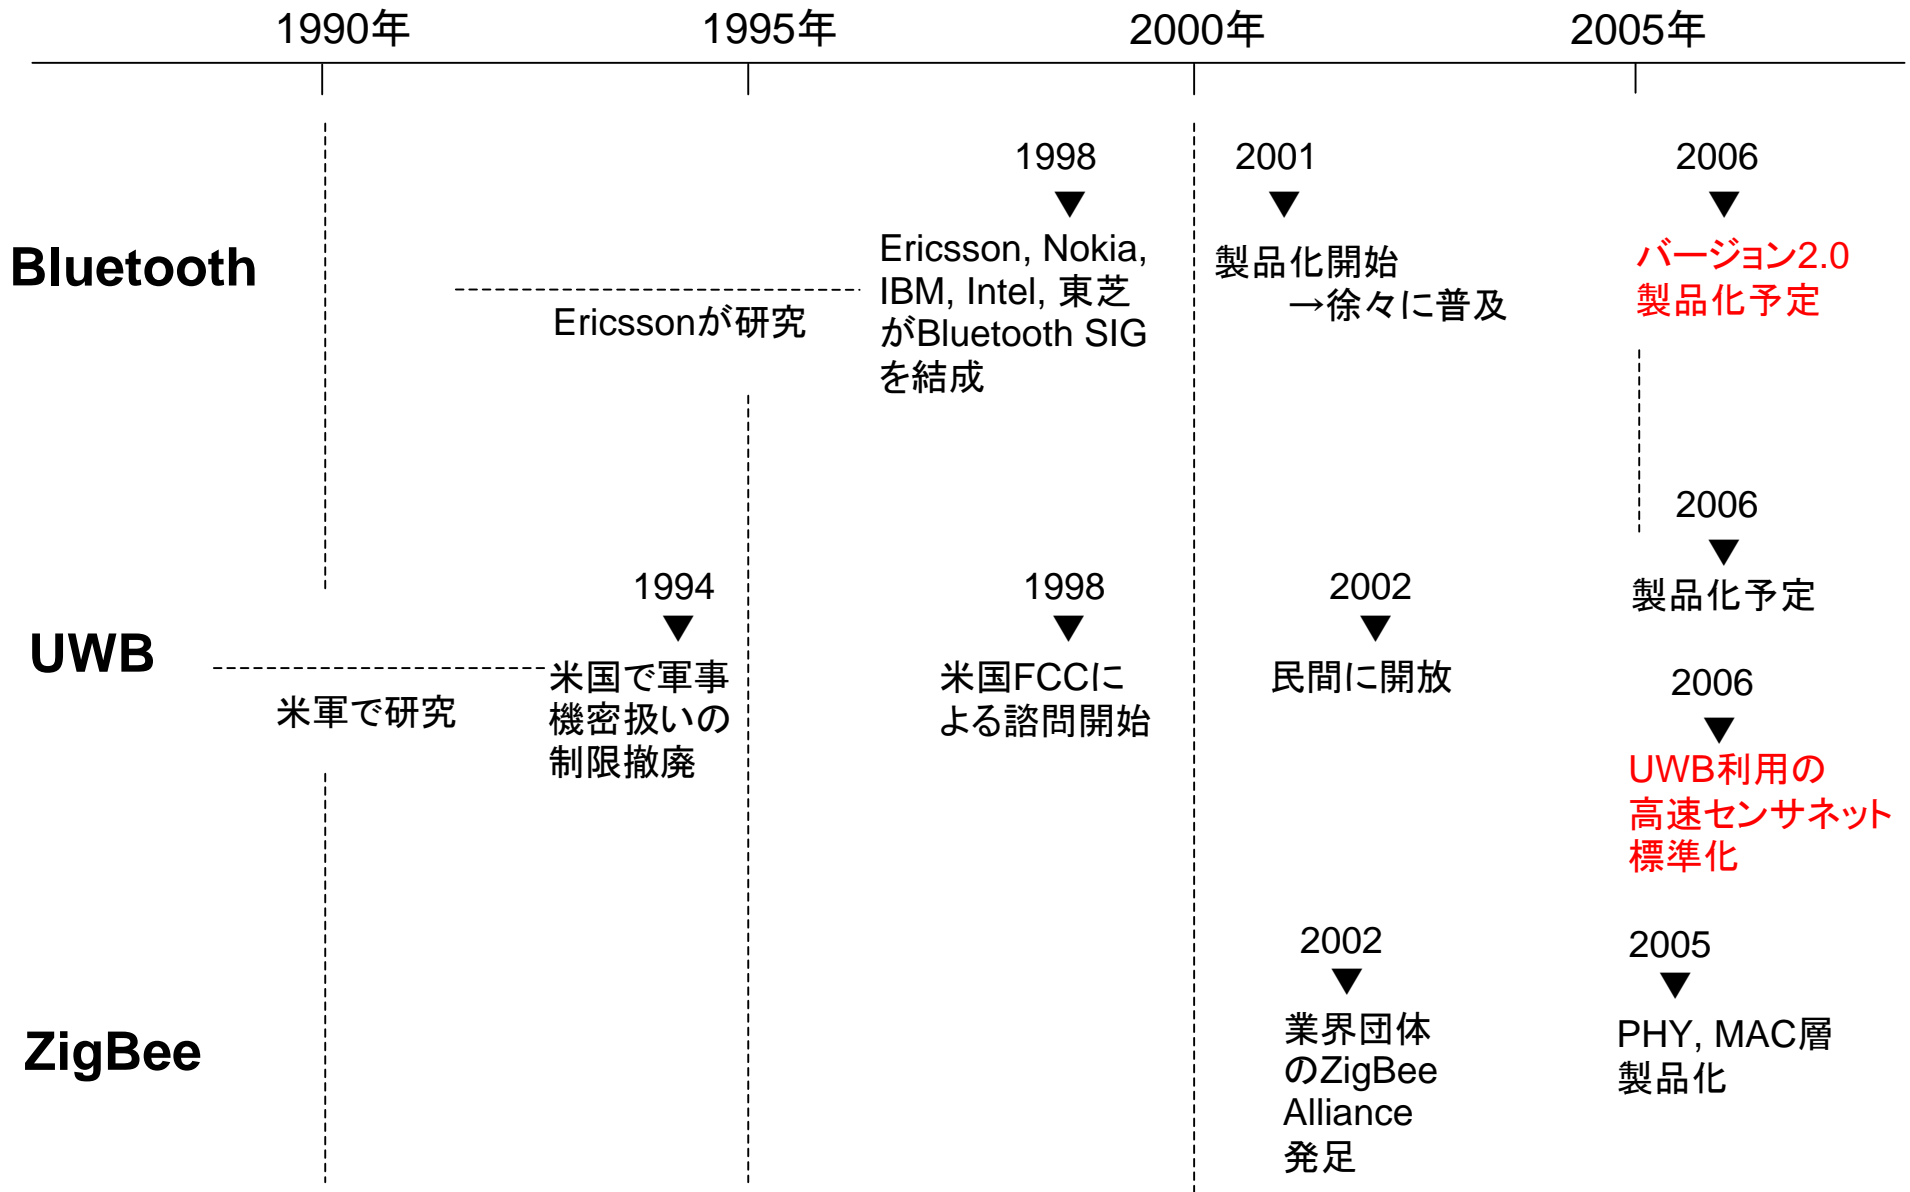 1990年 1995年 2000年 2005年
Bluetooth
Ericssonが研究
1998
▼
Ericsson, Nokia,
IBM, Intel, 東芝
がBluetooth SIG
を結成
2001
▼
製品化開始
→徐々に普及
2006
▼
バージョン2.0
製品化予定
UWB
米軍で研究
1994
▼
米国で軍事
機密扱いの
制限撤廃
1998
▼
米国FCCに
よる諮問開始
2002
▼
民間に開放
2006
▼
製品化予定
2006
▼
UWB利用の
高速センサネット
標準化
ZigBee
2002
▼
業界団体
のZigBee
Alliance
発足
2005
▼
PHY, MAC層
製品化